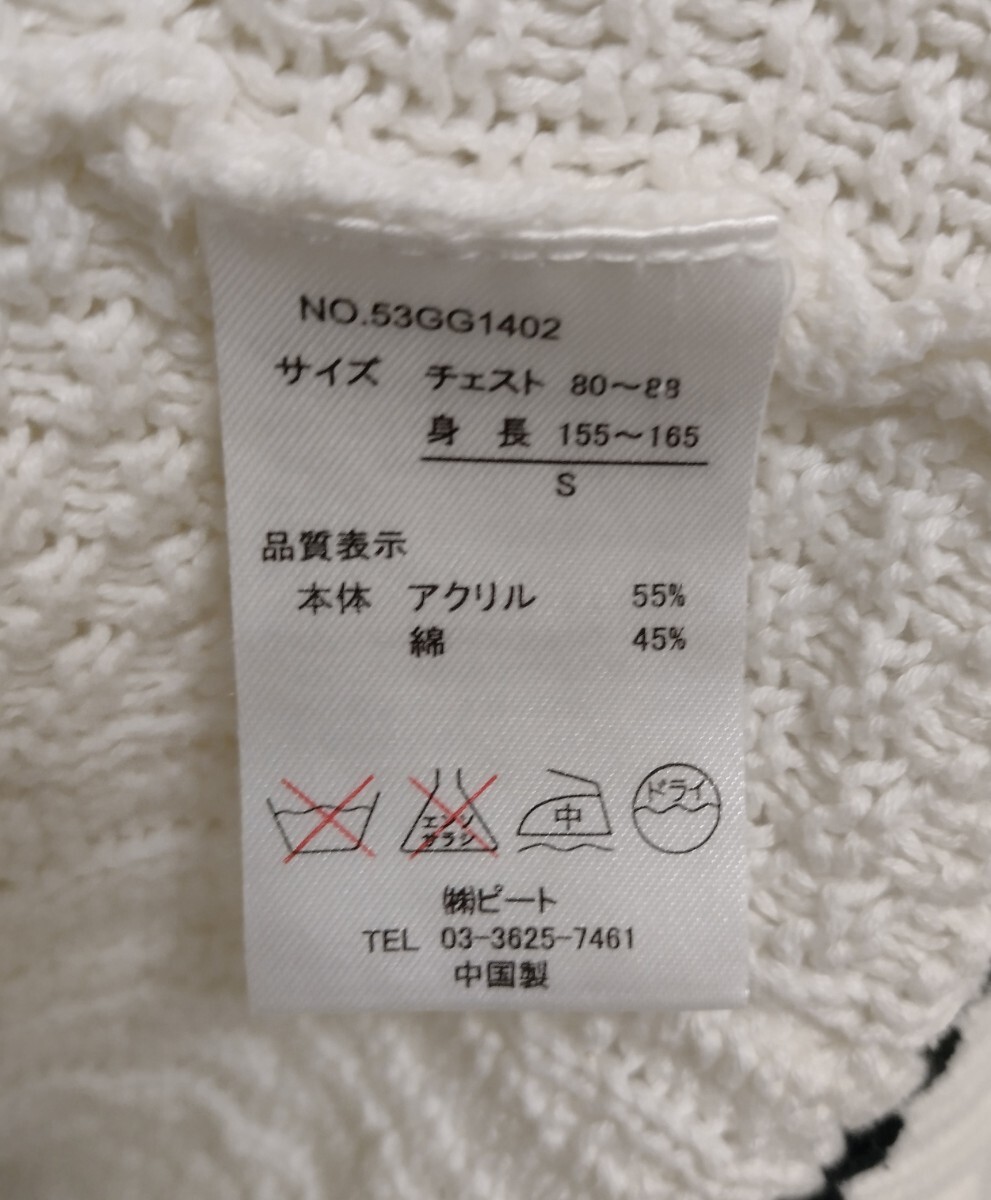 NO.53GG1402
サイズ チェスト 80～88
身 長 155～165
S
品質表示
本体 アクリル 55%
綿 45%
エンソサラシ 中 ドライ
㈱ピート
TEL 03-3625-7461
中国製